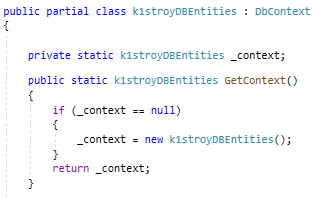 public partial class k1stroyDBEntities : DbContext
{
private static k1stroyDBEntities _context;
public static k1stroyDBEntities GetContext()
{
if (_context == null)
{
_context = new k1stroyDBEntities();
}
return _context;
}